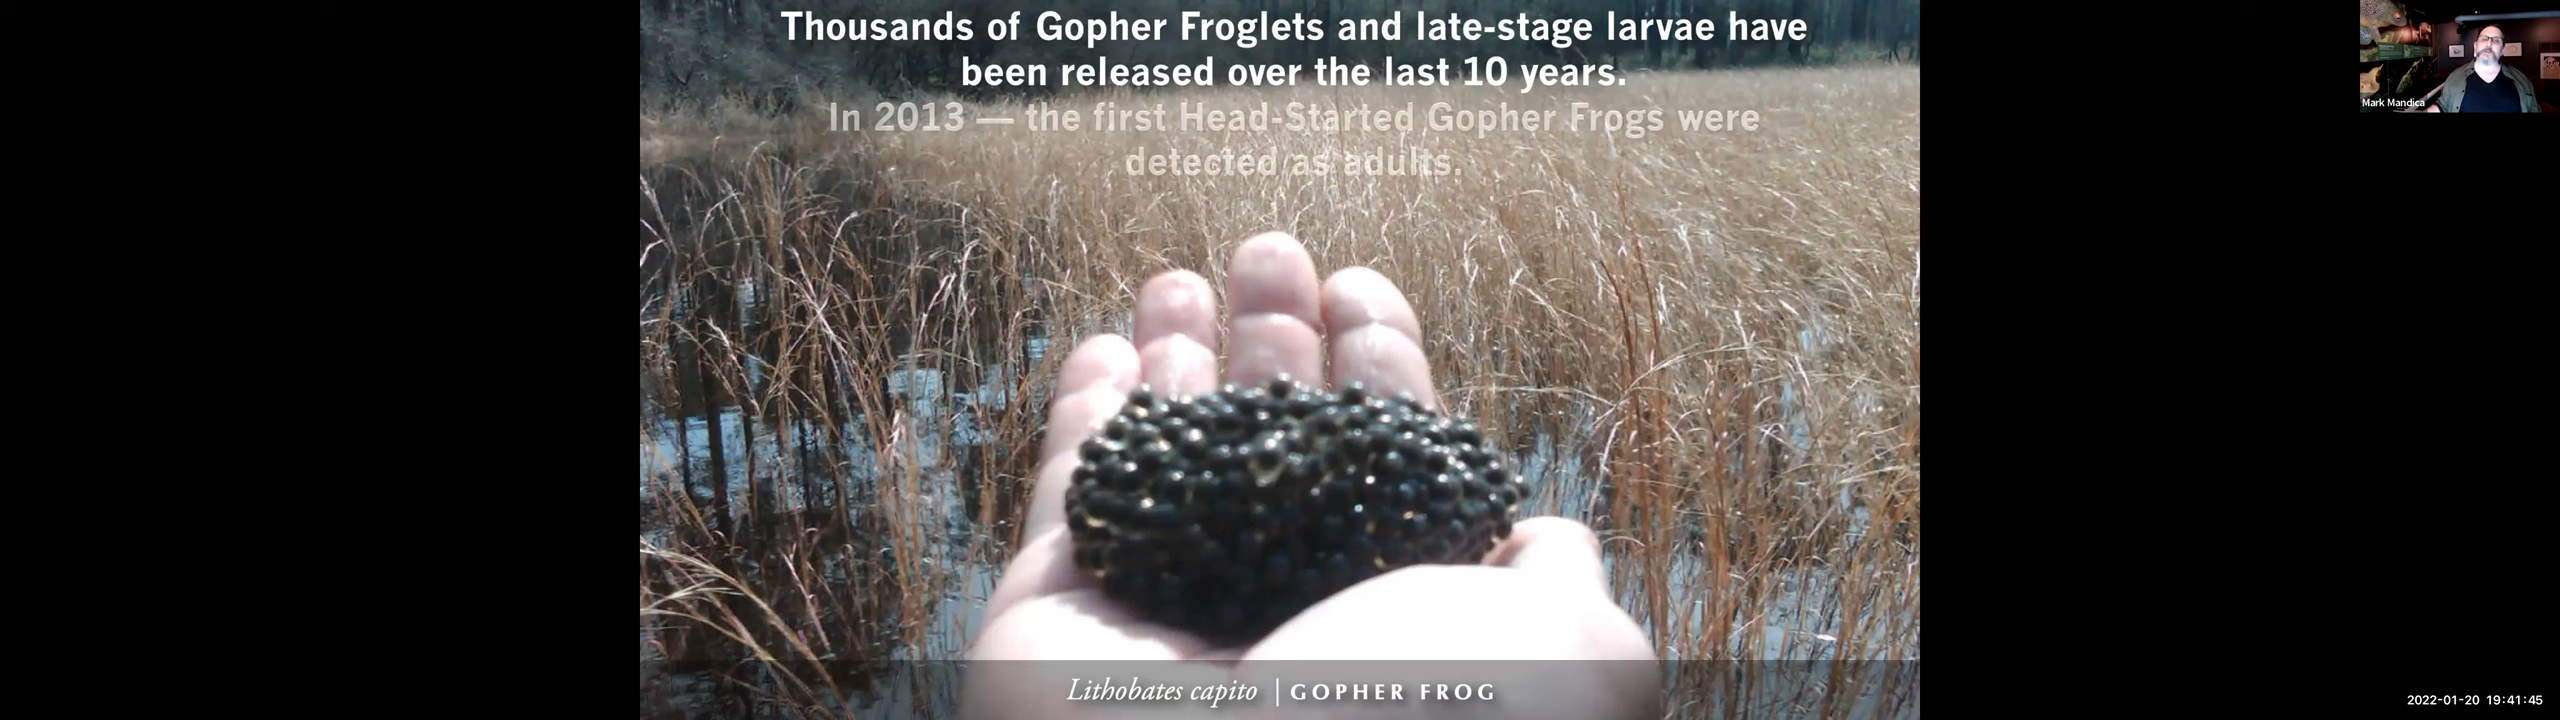 Thousands of Gopher Froglets and late-stage larvae have
been released over the last 10 years.
In 2013 — the first Head-Started Gopher Frogs were
detected as adults.
Mark Mandica
Lithobates capito | GOPHER FROG
2022-01-20 19:41:45